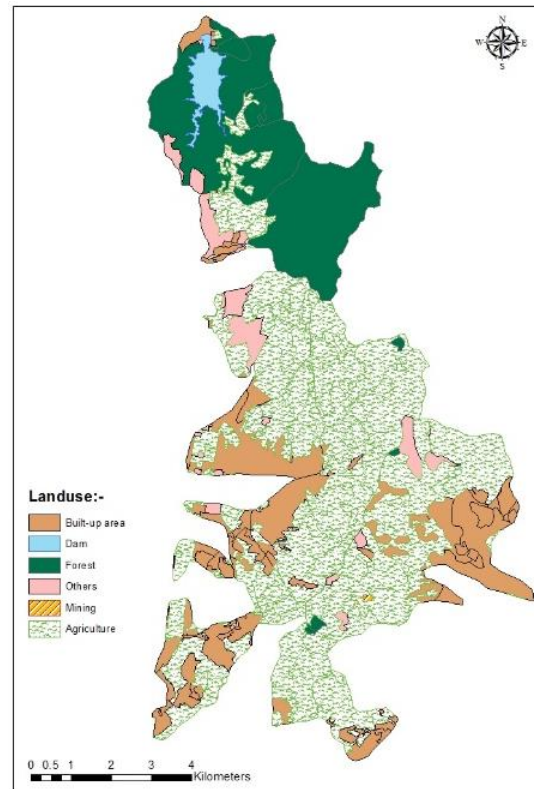 N
W E
S
Landuse:-
Built-up area
Dam
Forest
Others
Mining
Agriculture
0 0.5 1 2 3 4
Kilometers